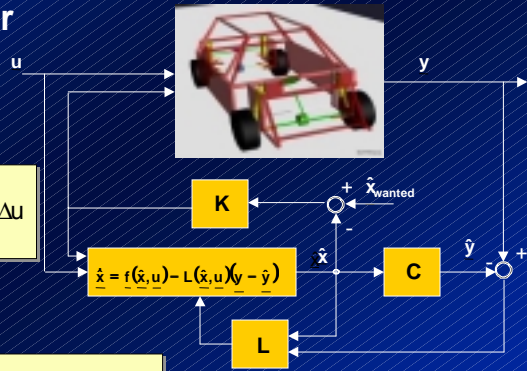 r
u
y
+ x̂wanted
K
-
Δu
ẋ̂ = f(x̂,u) – L(x̂,u)(y – ŷ)
x̂
C
ŷ
- +
L